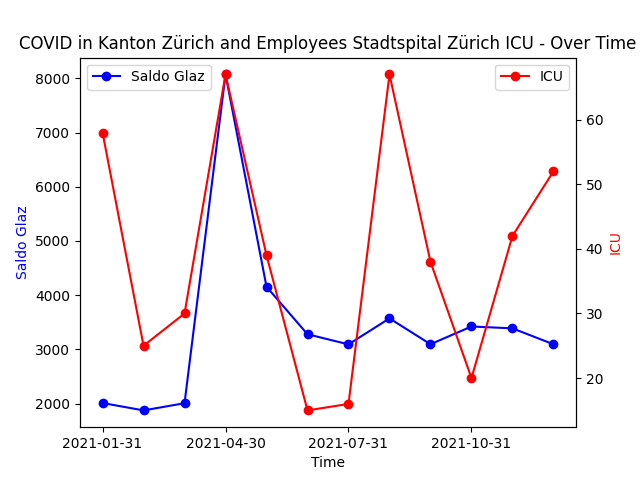 COVID in Kanton Zürich and Employees Stadtspital Zürich ICU - Over Time
Saldo Glaz
ICU
8000
7000
6000
5000
4000
3000
2000
Saldo Glaz
60
50
40
30
20
ICU
2021-01-31
2021-04-30
2021-07-31
2021-10-31
Time